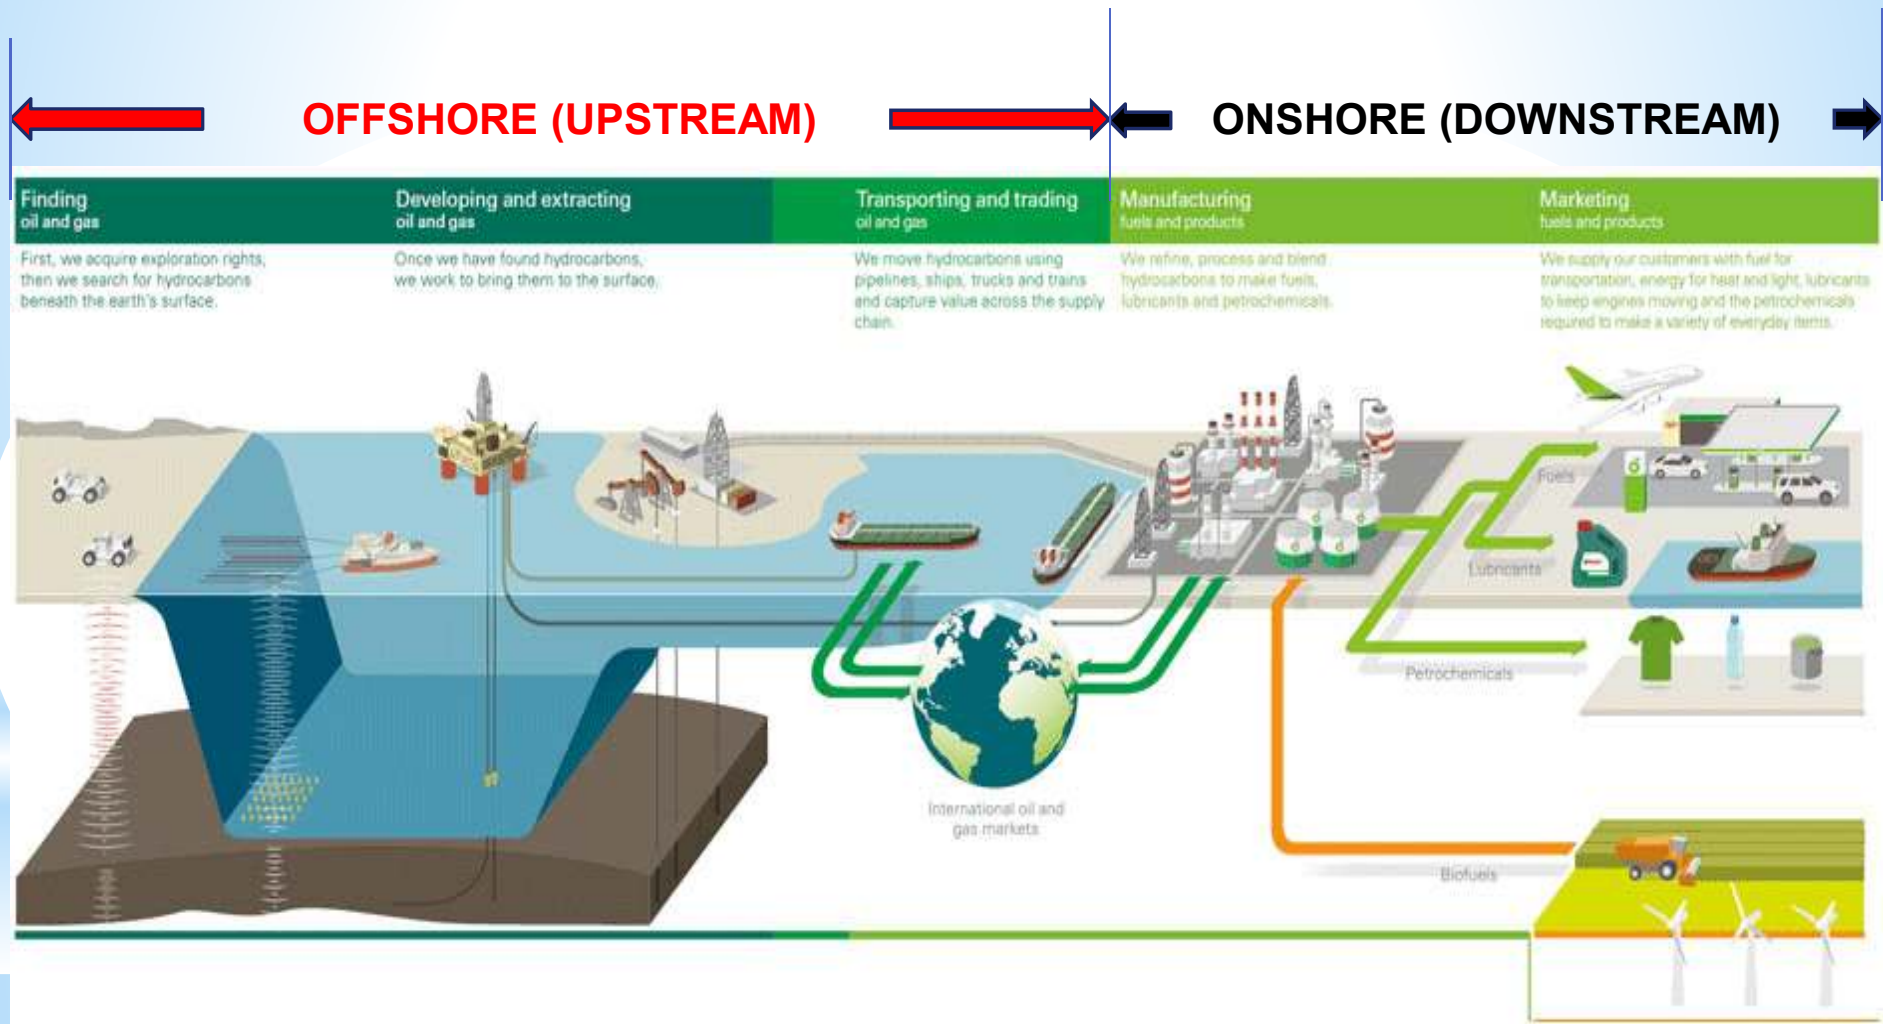 OFFSHORE (UPSTREAM)
ONSHORE (DOWNSTREAM)
Finding
oil and gas
First, we acquire exploration rights,
then we search for hydrocarbons
beneath the earth's surface.
Developing and extracting
oil and gas
Once we have found hydrocarbons,
we work to bring them to the surface.
Transporting and trading
oil and gas
We move hydrocarbons using
pipelines, ships, trucks and trains
and capture value across the supply
chain.
Manufacturing
fuels and products
We refine, process and blend
hydrocarbons to make fuels,
lubricants and petrochemicals.
Marketing
fuels and products
We supply our customers with fuel for
transportation, energy for heat and light, lubricants
to keep engines moving and the petrochemicals
required to make a variety of everyday items.
Fuels
Lubricants
Petrochemicals
International oil and
gas markets
Biofuels